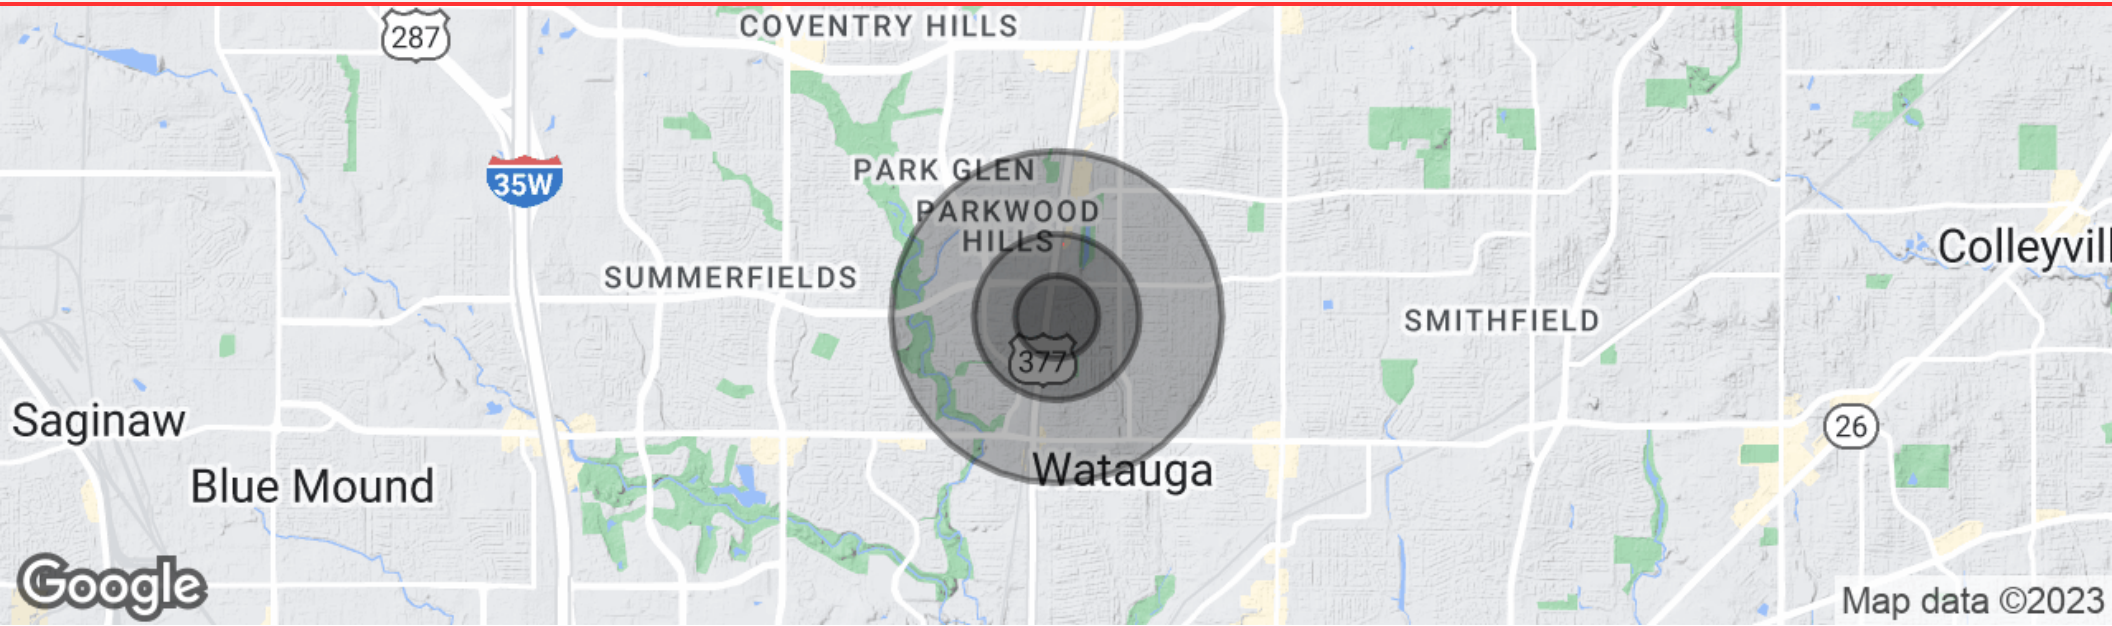 COVENTRY HILLS
287
35W
PARK GLEN
PARKWOOD
HILLS
Colleyvill
SUMMERFIELDS
SMITHFIELD
377
Saginaw
26
Watauga
Blue Mound
Google
Map data ©2023